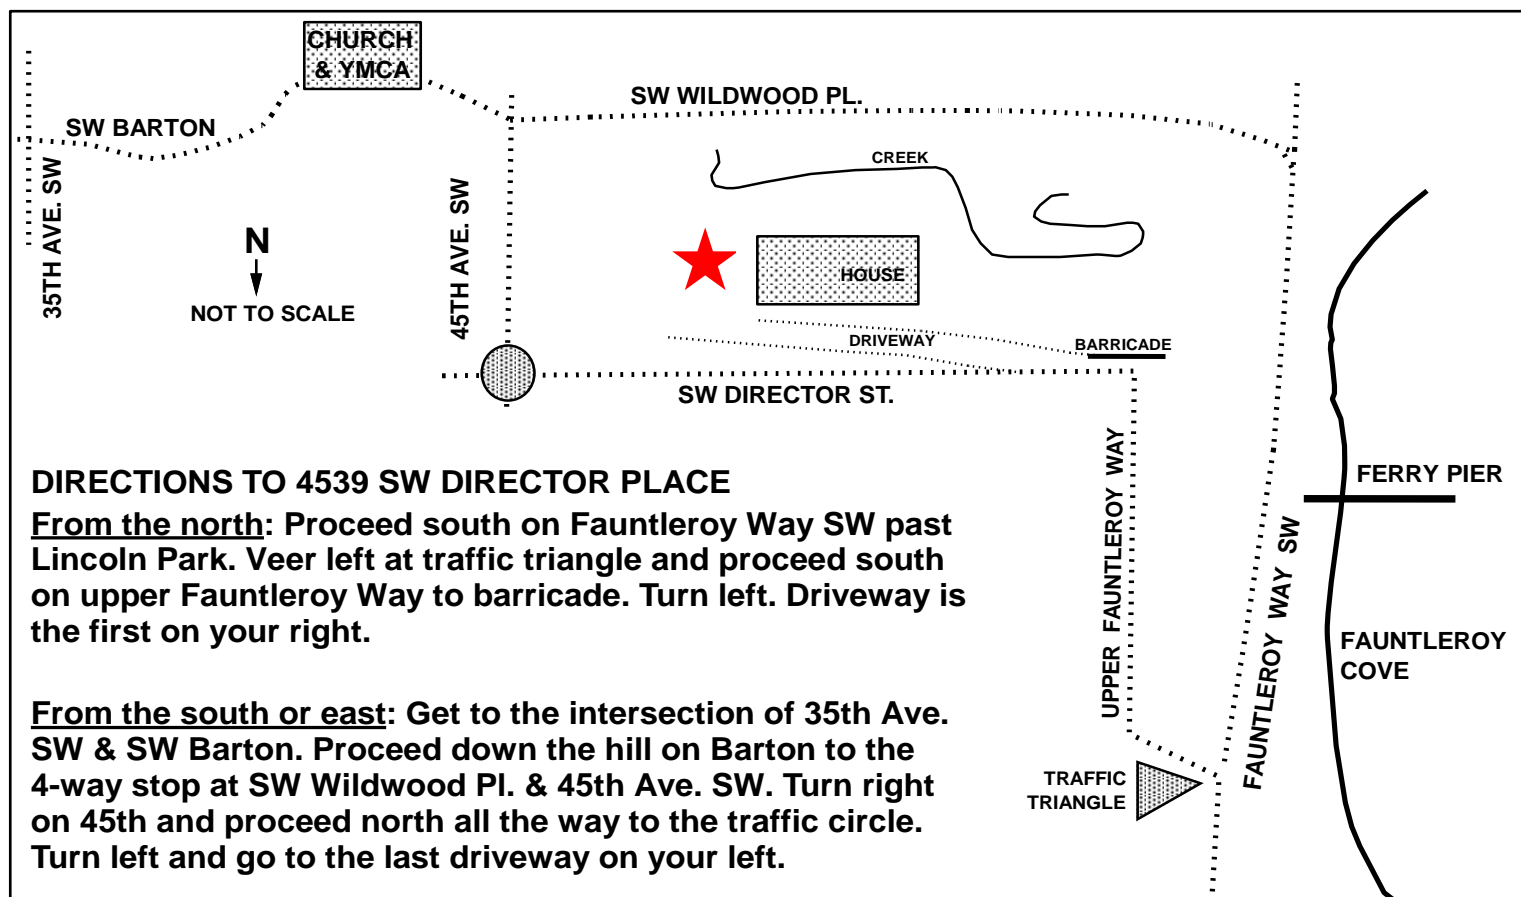 CHURCH
& YMCA
SW WILDWOOD PL.
SW BARTON
CREEK
35TH AVE. SW
45TH AVE. SW
N
NOT TO SCALE
HOUSE
DRIVEWAY
BARRICADE
SW DIRECTOR ST.
UPPER FAUNTLEROY WAY
FAUNTLEROY WAY SW
FERRY PIER
FAUNTLEROY
COVE
TRAFFIC
TRIANGLE
DIRECTIONS TO 4539 SW DIRECTOR PLACE
From the north: Proceed south on Fauntleroy Way SW past
Lincoln Park. Veer left at traffic triangle and proceed south
on upper Fauntleroy Way to barricade. Turn left. Driveway is
the first on your right.
From the south or east: Get to the intersection of 35th Ave.
SW & SW Barton. Proceed down the hill on Barton to the
4-way stop at SW Wildwood Pl. & 45th Ave. SW. Turn right
on 45th and proceed north all the way to the traffic circle.
Turn left and go to the last driveway on your left.